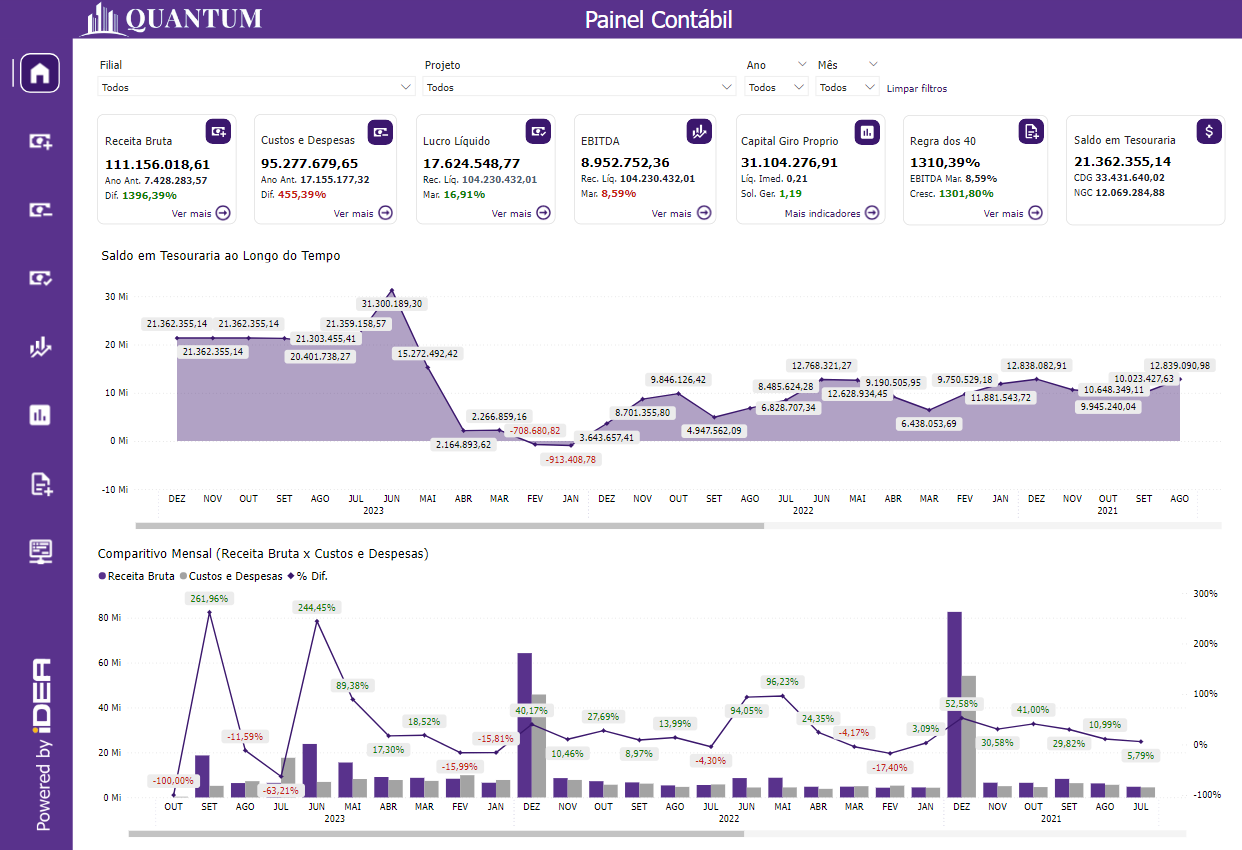 QUANTUM
Painel Contábil
Filial
Projeto
Ano
Mês
Todos
Todos
Todos
Todos
Limpar filtros
Receita Bruta
111.156.018,61
Ano Ant. 7.428.283,57
Dif. 1396,39%
Ver mais
Custos e Despesas
95.277.679,65
Ano Ant. 17.155.177,32
Dif. 455,39%
Ver mais
Lucro Líquido
17.624.548,77
Rec. Líq. 104.230.432,01
Mar. 16,91%
Ver mais
EBITDA
8.952.752,36
Rec. Líq. 104.230.432,01
Mar. 8,59%
Ver mais
Capital Giro Proprio
31.104.276,91
Líq. Imed. 0,21
Sol. Ger. 1,19
Mais indicadores
Regra dos 40
1310,39%
EBITDA Mar. 8,59%
Cresc. 1301,80%
Ver mais
Saldo em Tesouraria
21.362.355,14
CDG 33.431.640,02
NGC 12.069.284,88
Saldo em Tesouraria ao Longo do Tempo
30 Mi
20 Mi
10 Mi
0 Mi
-10 Mi
21.362.355,14
21.362.355,14
21.362.355,14
20.401.738,27
21.303.455,41
21.359.158,57
31.300.189,30
15.272.492,42
2.164.893,62
2.266.859,16
-708.680,82
-913.408,78
3.643.657,41
8.701.355,80
9.846.126,42
4.947.562,09
6.828.707,34
8.485.624,28
12.768.321,27
12.628.934,45
9.190.505,95
6.438.053,69
9.750.529,18
11.881.543,72
12.838.082,91
10.648.349,11
9.945.240,04
10.023.427,63
12.839.090,98
DEZ NOV OUT SET AGO JUL JUN MAI ABR MAR FEV JAN DEZ NOV OUT SET AGO JUL JUN MAI ABR MAR FEV JAN DEZ NOV OUT SET AGO
2023 2022 2021
Comparitivo Mensal (Receita Bruta x Custos e Despesas)
Receita Bruta Custos e Despesas % Dif.
80 Mi
60 Mi
40 Mi
20 Mi
0 Mi
300%
200%
100%
0%
-100%
-100,00%
261,96%
-11,59%
-63,21%
244,45%
89,38%
17,30%
18,52%
-15,99%
-15,81%
40,17%
10,46%
27,69%
8,97%
13,99%
-4,30%
94,05%
96,23%
24,35%
-4,17%
-17,40%
3,09%
52,58%
30,58%
41,00%
29,82%
10,99%
5,79%
OUT SET AGO JUL JUN MAI ABR MAR FEV JAN DEZ NOV OUT SET AGO JUL JUN MAI ABR MAR FEV JAN DEZ NOV OUT SET AGO JUL
2023 2022 2021
Powered by iDEA